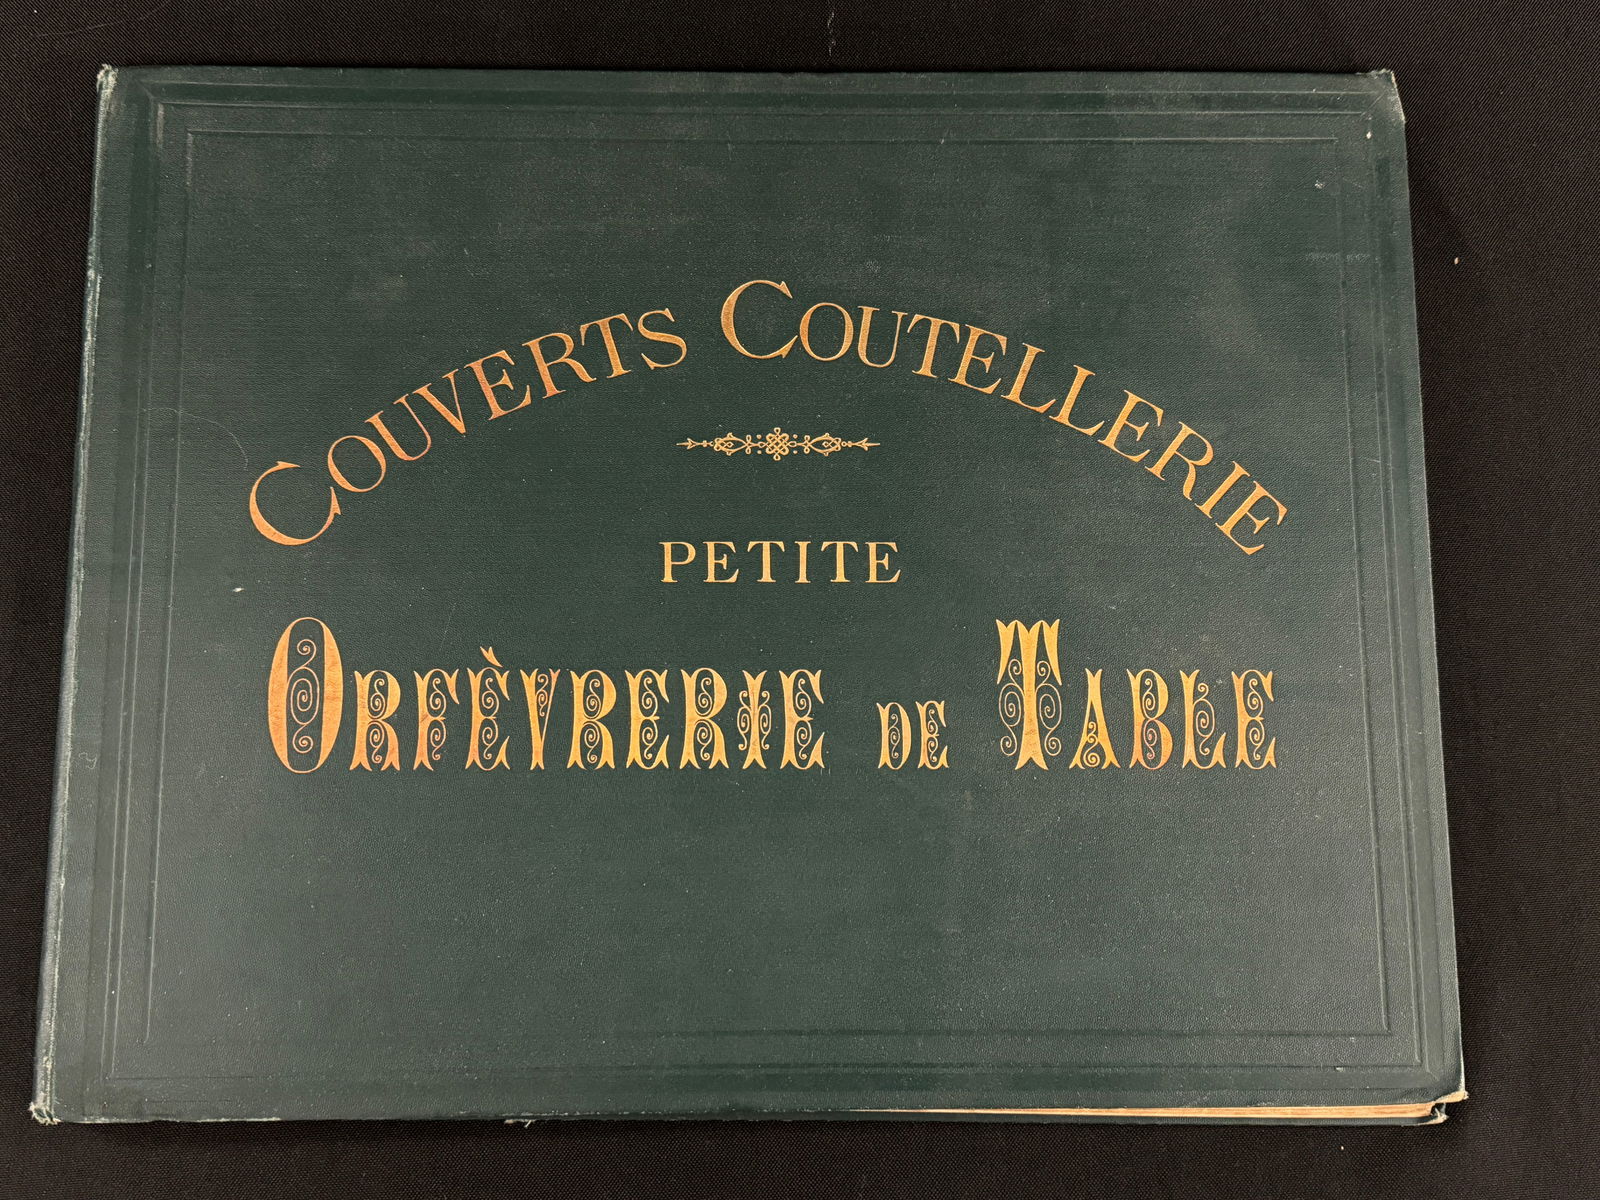 COUVERTS COUTELLERIE
PETITE
ORFÈVRERIE DE TABLE